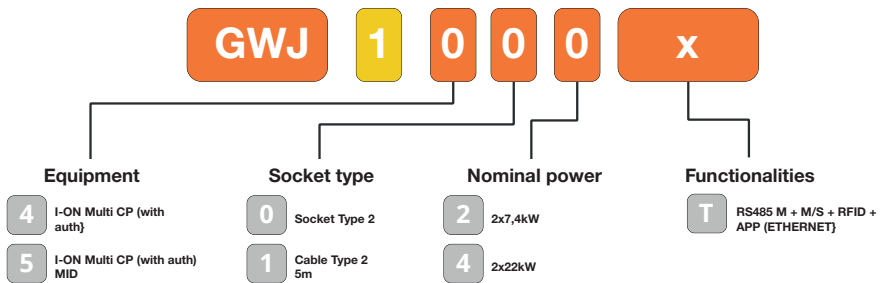 GWJ 1 0 0 0 x
Equipment
4 I-ON Multi CP (with
auth}
5 I-ON Multi CP (with auth)
MID
Socket type
0 Socket Type 2
1 Cable Type 2
5m
Nominal power
2 2x7,4kW
4 2x22kW
Functionalities
T RS485 M + M/S + RFID +
APP (ETHERNET}